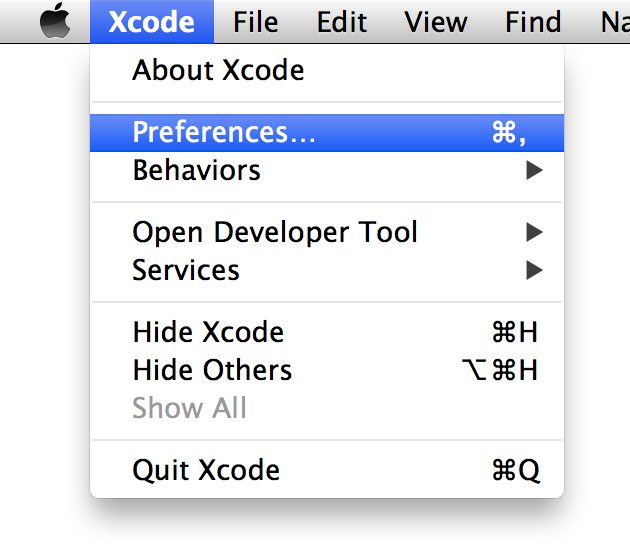 Xcode File Edit View Find Na
About Xcode
Preferences... ⌘,
Behaviors ▶
Open Developer Tool ▶
Services ▶
Hide Xcode ⌘H
Hide Others ⌥⌘H
Show All
Quit Xcode ⌘Q